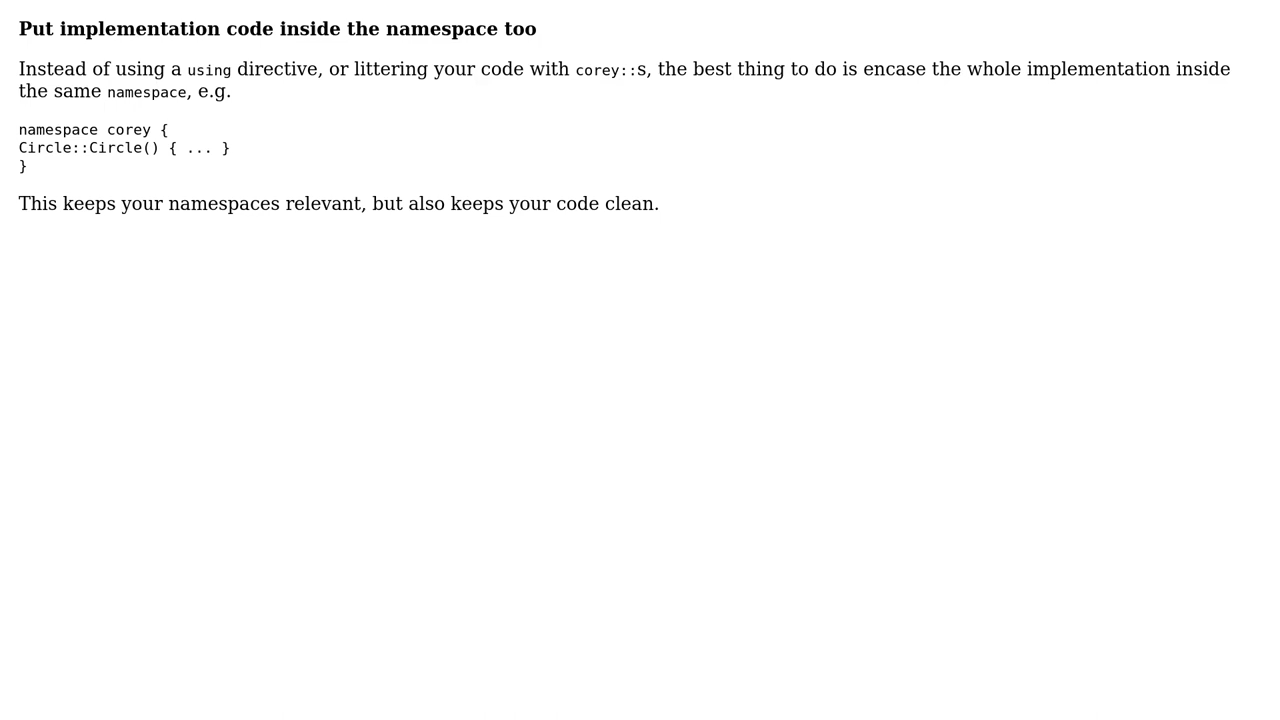 Put implementation code inside the namespace too
Instead of using a using directive, or littering your code with corey::s, the best thing to do is encase the whole implementation inside
the same namespace, e.g.
namespace corey {
Circle::Circle() { ... }
}
This keeps your namespaces relevant, but also keeps your code clean.